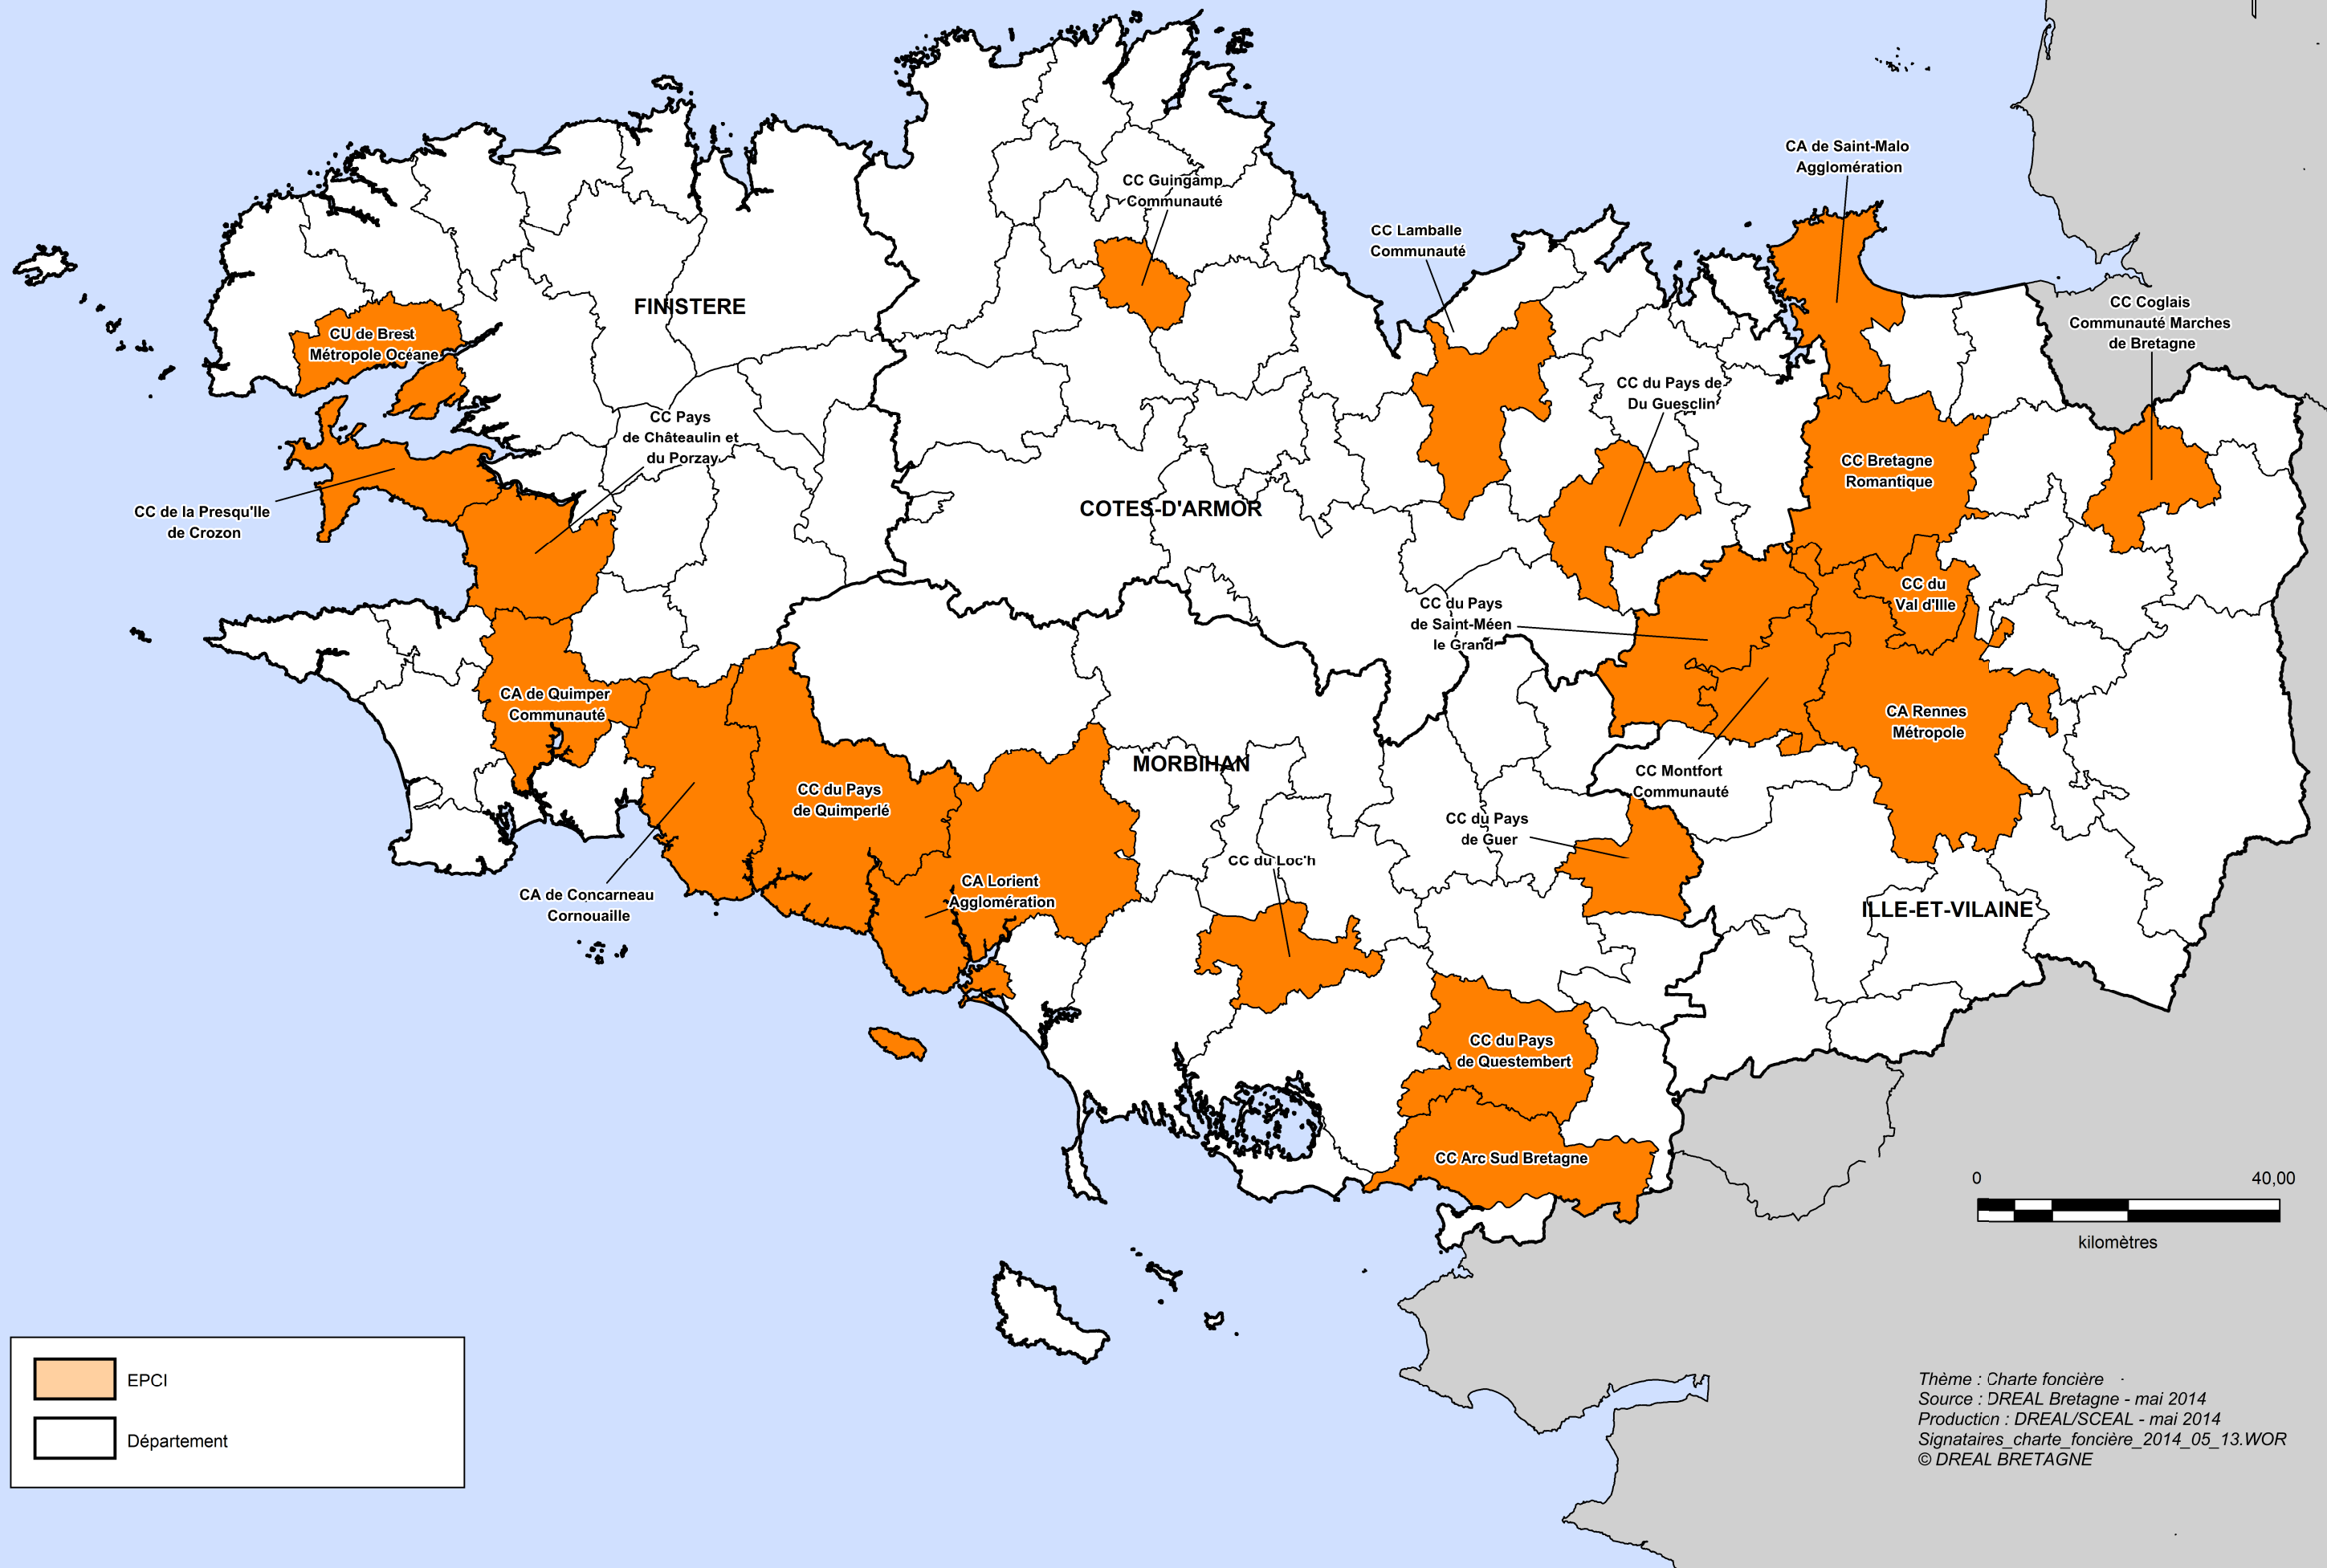 CA de Saint-Malo
Agglomération
CC Guingamp
Communauté
CC Lamballe
Communauté
CC Coglais
Communauté Marches
de Bretagne
FINISTERE
CU de Brest
Métropole Océane
CC du Pays de
Du Guesclin
CC Pays
de Châteaulin et
du Porzay
CC Bretagne
Romantique
CC de la Presqu'Ile
de Crozon
COTES-D'ARMOR
CC du
Val d'Ille
CC du Pays
de Saint-Méen
le Grand
CA de Quimper
Communauté
CA Rennes
Métropole
MORBIHAN
CC Montfort
Communauté
CC du Pays
de Quimperlé
CC du Pays
de Guer
CC du Loc'h
CA Lorient
Agglomération
CA de Concarneau
Cornouaille
ILLE-ET-VILAINE
CC du Pays
de Questembert
CC Arc Sud Bretagne
0 40,00
kilomètres
EPCI
Département
Thème : Charte foncière
Source : DREAL Bretagne - mai 2014
Production : DREAL/SCEAL - mai 2014
Signataires_charte_foncière_2014_05_13.WOR
© DREAL BRETAGNE